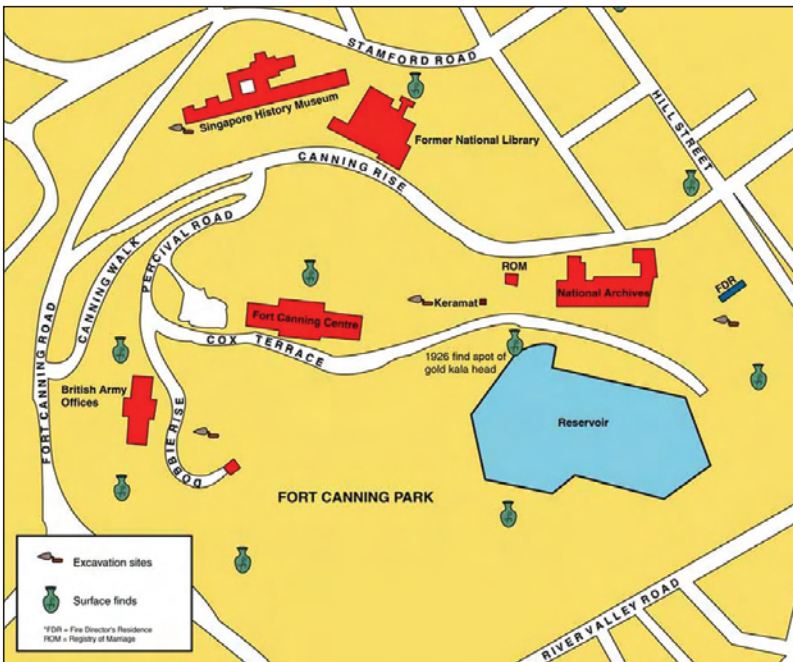 STAMFORD ROAD
HILL STREET
Singapore History Museum
Former National Library
CANNING RISE
PERCIVAL ROAD
CANNING WALK
FORT CANNING ROAD
ROM
National Archives
FDR
Keramat
Fort Canning Centre
COX TERRACE
1926 find spot of
gold kala head
British Army
Offices
DOBBIE RISE
Reservoir
FORT CANNING PARK
RIVER VALLEY ROAD
Excavation sites
Surface finds
*FDR = Fire Director's Residence
ROM = Registry of Marriage